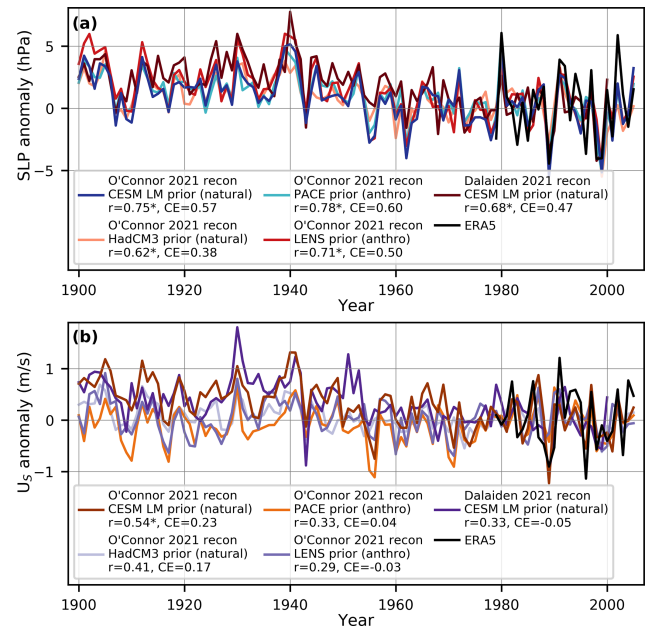 (a)
SLP anomaly (hPa)
5
0
−5
O'Connor 2021 recon
CESM LM prior (natural)
r=0.75*, CE=0.57
O'Connor 2021 recon
HadCM3 prior (natural)
r=0.62*, CE=0.38
O'Connor 2021 recon
PACE prior (anthro)
r=0.78*, CE=0.60
O'Connor 2021 recon
LENS prior (anthro)
r=0.71*, CE=0.50
Dalaiden 2021 recon
CESM LM prior (natural)
r=0.68*, CE=0.47
ERA5
1900 1920 1940 1960 1980 2000
Year
(b)
U_S anomaly (m/s)
1
0
−1
O'Connor 2021 recon
CESM LM prior (natural)
r=0.54*, CE=0.23
O'Connor 2021 recon
HadCM3 prior (natural)
r=0.41, CE=0.17
O'Connor 2021 recon
PACE prior (anthro)
r=0.33, CE=0.04
O'Connor 2021 recon
LENS prior (anthro)
r=0.29, CE=-0.03
Dalaiden 2021 recon
CESM LM prior (natural)
r=0.33, CE=-0.05
ERA5
1900 1920 1940 1960 1980 2000
Year